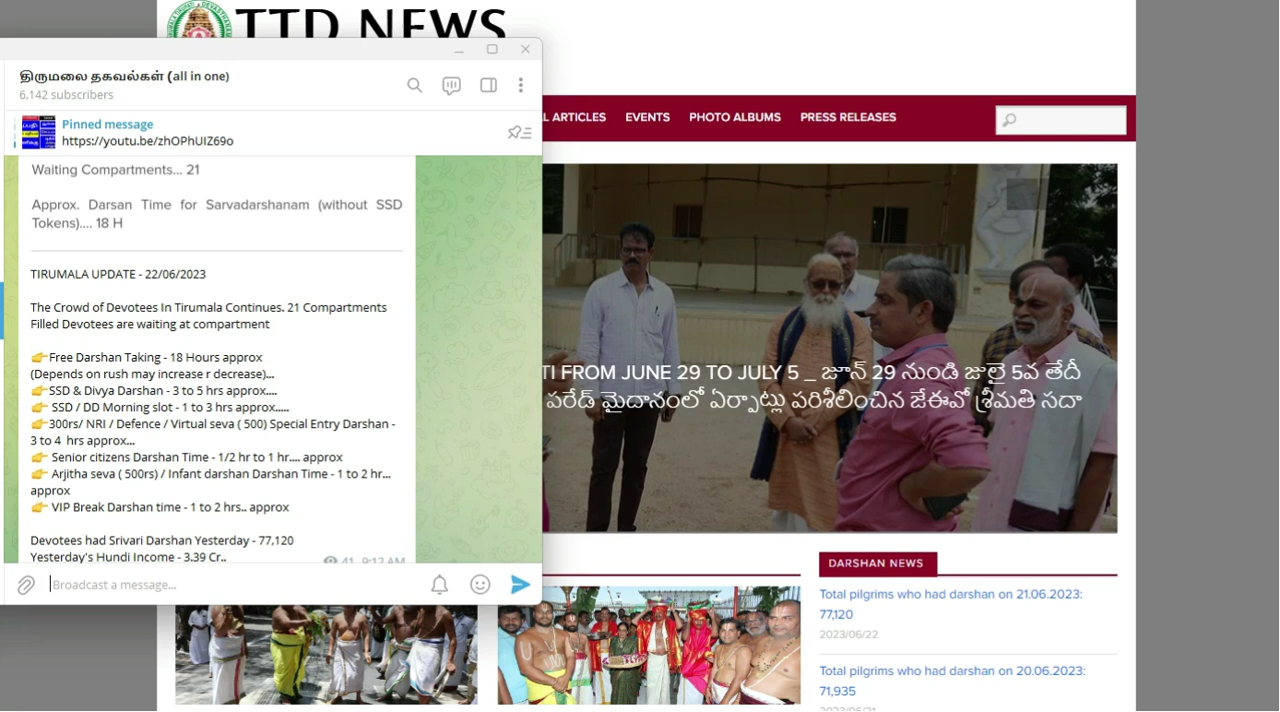 TTD NEWS
திருமலை தகவல்கள் (all in one)
6,142 subscribers
Pinned message
https://youtu.be/zhOPhUIZ69o
Waiting Compartments... 21
Approx. Darsan Time for Sarvadarshanam (without SSD
Tokens).... 18 H
TIRUMALA UPDATE - 22/06/2023
The Crowd of Devotees In Tirumala Continues. 21 Compartments
Filled Devotees are waiting at compartment
👉Free Darshan Taking - 18 Hours approx
(Depends on rush may increase r decrease)...
👉SSD & Divya Darshan - 3 to 5 hrs approx....
👉 SSD / DD Morning slot - 1 to 3 hrs approx.....
👉300rs/ NRI / Defence / Virtual seva ( 500) Special Entry Darshan -
3 to 4 hrs approx...
👉 Senior citizens Darshan Time - 1/2 hr to 1 hr.... approx
👉 Arjitha seva ( 500rs) / Infant darshan Darshan Time - 1 to 2 hr...
approx
👉 VIP Break Darshan time - 1 to 2 hrs.. approx
Devotees had Srivari Darshan Yesterday - 77,120
Yesterday's Hundi Income - 3.39 Cr..
41 9:12 AM
Broadcast a message...
L ARTICLES EVENTS PHOTO ALBUMS PRESS RELEASES
TI FROM JUNE 29 TO JULY 5 _ జూన్ 29 నుండి జులై 5వ తేదీ
పరేడ్ మైదానంలో ఏర్పాట్లు పరిశీలించిన జేఈవో శ్రీమతి సదా
DARSHAN NEWS
Total pilgrims who had darshan on 21.06.2023:
77,120
2023/06/22
Total pilgrims who had darshan on 20.06.2023:
71,935
2023/06/21